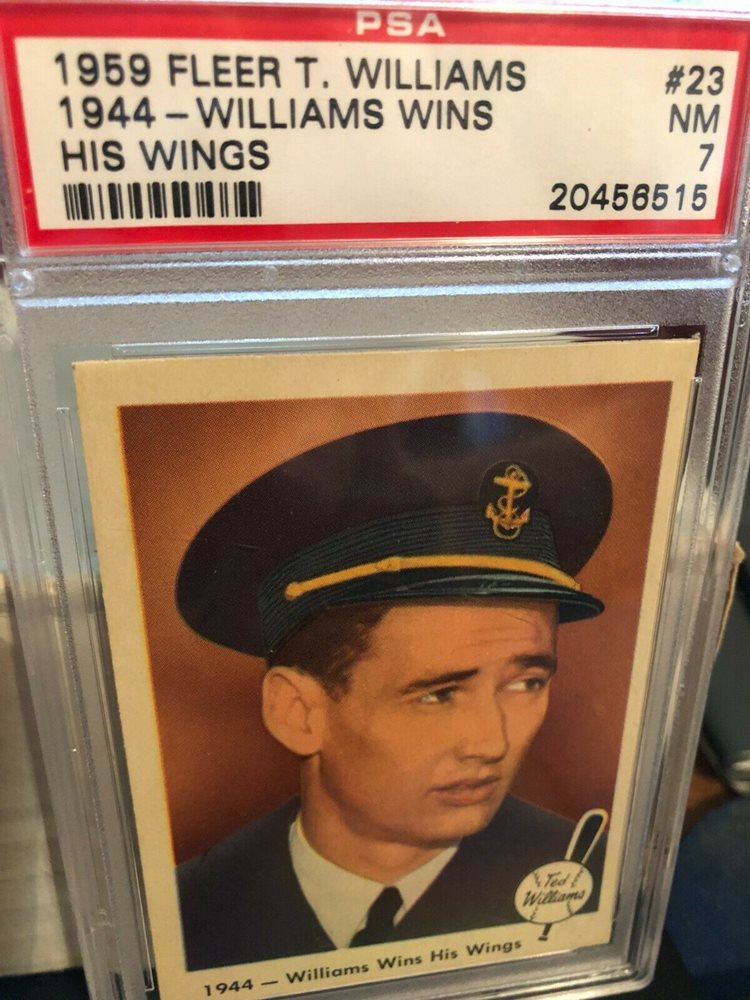 PSA
1959 FLEER T. WILLIAMS #23
1944 - WILLIAMS WINS NM
HIS WINGS 7
20456515
Ted
Williams
1944 — Williams Wins His Wings